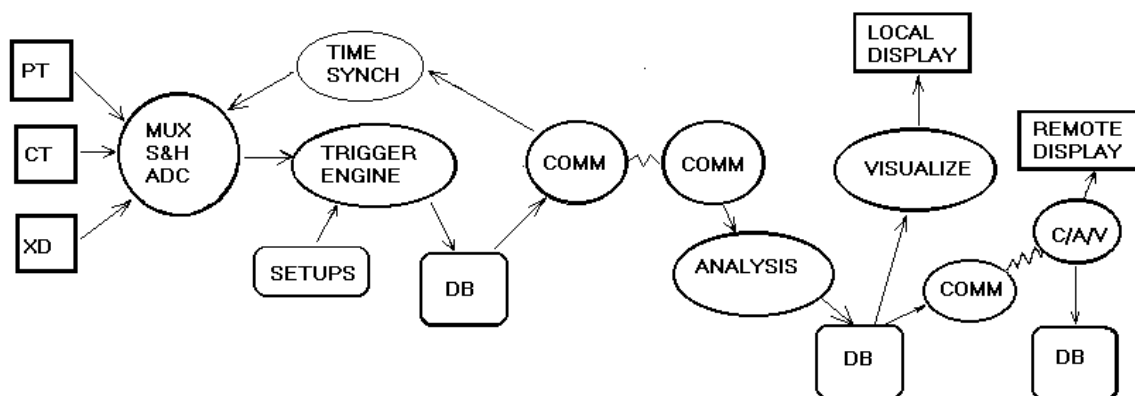 PT
CT
XD
MUX
S&H
ADC
TIME
SYNCH
TRIGGER
ENGINE
SETUPS
DB
COMM
COMM
ANALYSIS
DB
LOCAL
DISPLAY
VISUALIZE
COMM
REMOTE
DISPLAY
C/A/V
DB